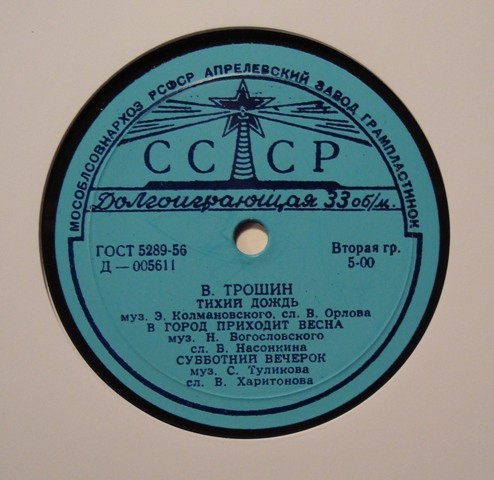 МОСОБЛСОВНАРХОЗ РСФСР АПРЕЛЕВСКИЙ ЗАВОД ГРАМПЛАСТИНОК
СССР
Долгоиграющая 33 об/м.
ГОСТ 5289-56
Д — 005611
Вторая гр.
5-00
В. ТРОШИН
ТИХИЙ ДОЖДЬ
муз. Э. Колмановского, сл. В. Орлова
В ГОРОД ПРИХОДИТ ВЕСНА
муз. Н. Богословского
сл. В. Насонкина
СУББОТНИЙ ВЕЧЕРОК
муз. С. Туликова
сл. В. Харитонова